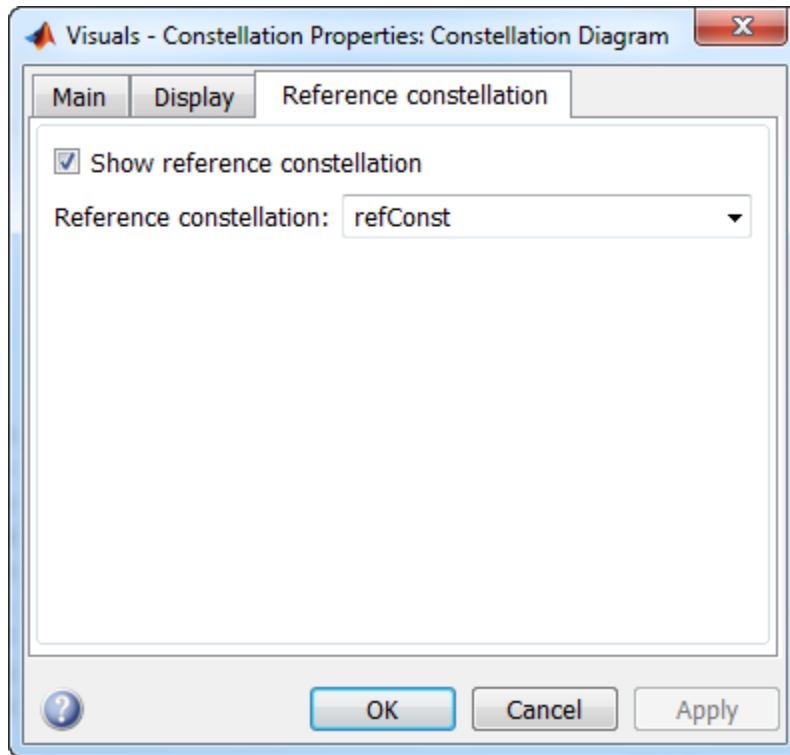 Visuals - Constellation Properties: Constellation Diagram
Main Display Reference constellation
Show reference constellation
Reference constellation: refConst
OK Cancel Apply